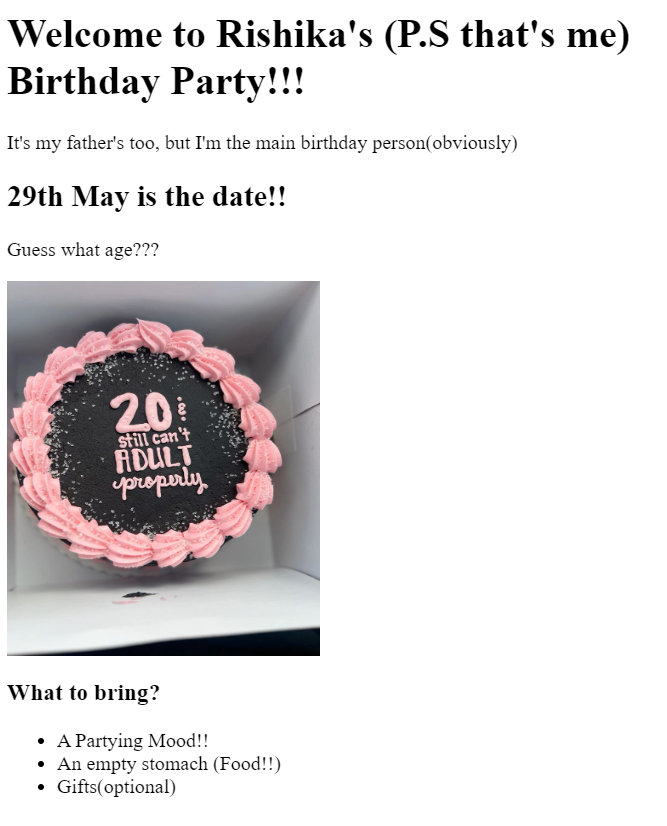 Welcome to Rishika's (P.S that's me)
Birthday Party!!!
It's my father's too, but I'm the main birthday person(obviously)
29th May is the date!!
Guess what age???
20 &
still can't
ADULT
properly
What to bring?
A Partying Mood!!
An empty stomach (Food!!)
Gifts(optional)